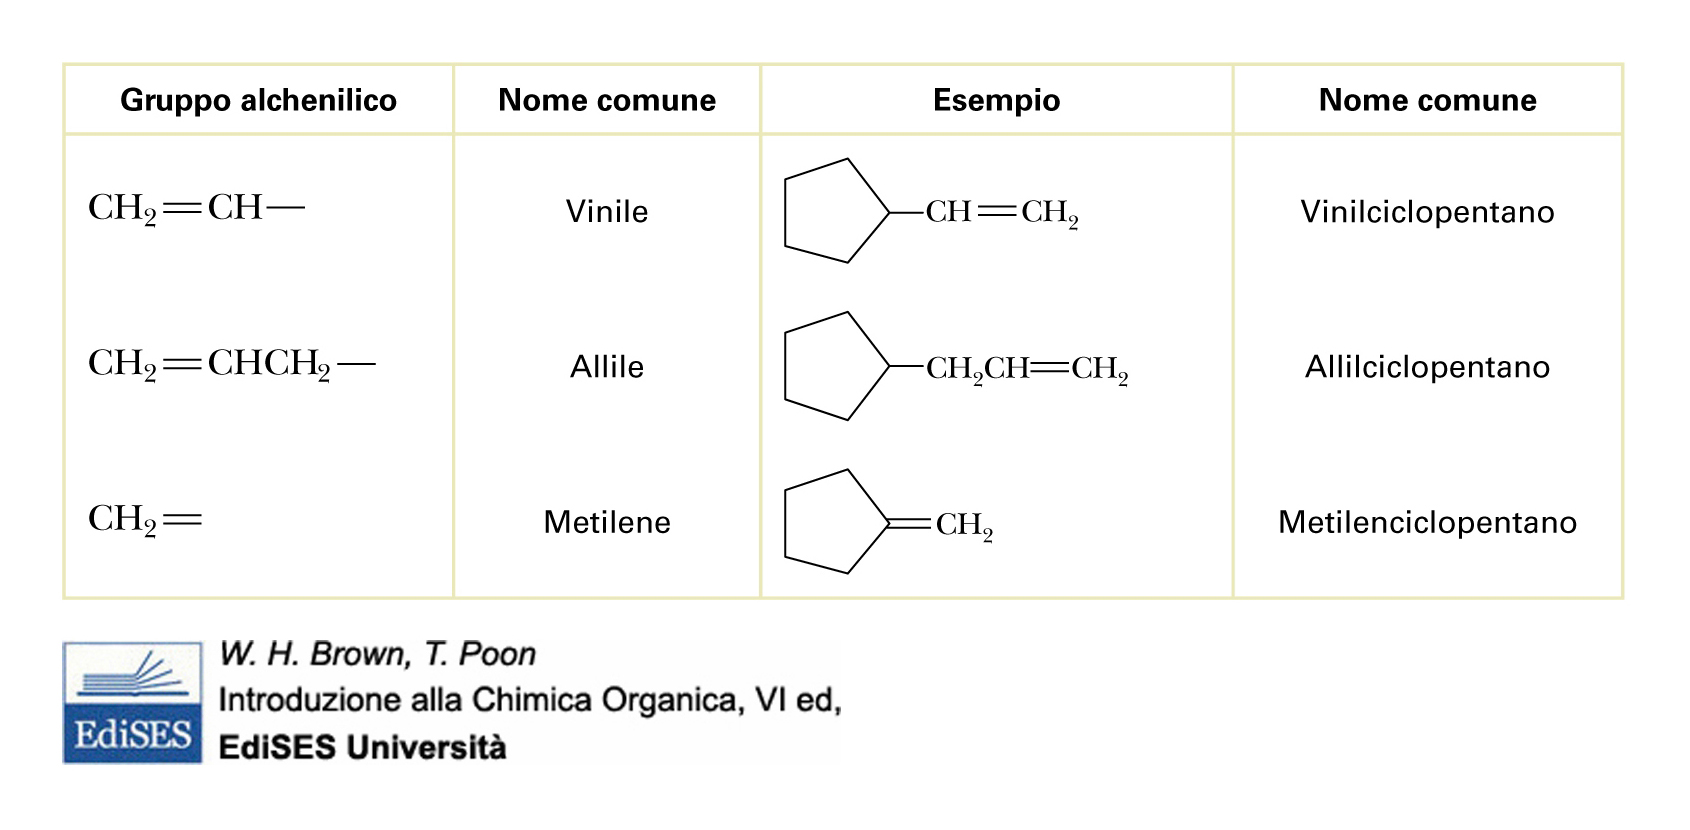 Gruppo alchenilico Nome comune Esempio Nome comune
CH₂=CH— Vinile CH=CH₂ Vinilciclopentano
CH₂=CHCH₂— Allile CH₂CH=CH₂ Allilciclopentano
CH₂= Metilene =CH₂ Metilenciclopentano
W. H. Brown, T. Poon
Introduzione alla Chimica Organica, VI ed,
EdiSES EdiSES Università